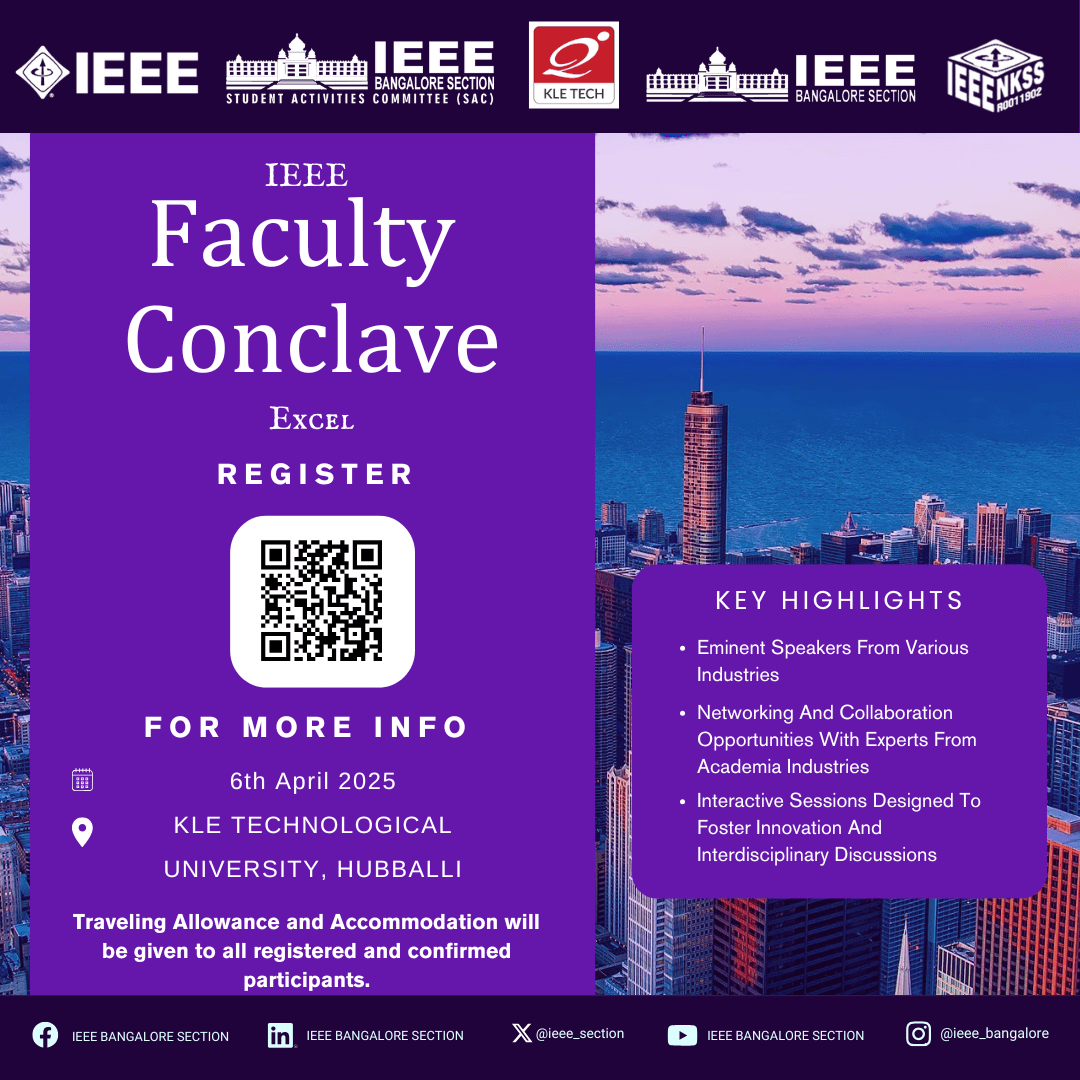 IEEE
IEEE
BANGALORE SECTION
STUDENT ACTIVITIES COMMITTEE (SAC)
KLE TECH
IEEE
BANGALORE SECTION
IEEE NKSS
R0011902
IEEE
Faculty
Conclave
EXCEL
REGISTER
FOR MORE INFO
6th April 2025
KLE TECHNOLOGICAL
UNIVERSITY, HUBBALLI
Traveling Allowance and Accommodation will
be given to all registered and confirmed
participants.
KEY HIGHLIGHTS
• Eminent Speakers From Various
Industries
• Networking And Collaboration
Opportunities With Experts From
Academia Industries
• Interactive Sessions Designed To
Foster Innovation And
Interdisciplinary Discussions
IEEE BANGALORE SECTION
IEEE BANGALORE SECTION
@ieee_section
IEEE BANGALORE SECTION
@ieee_bangalore